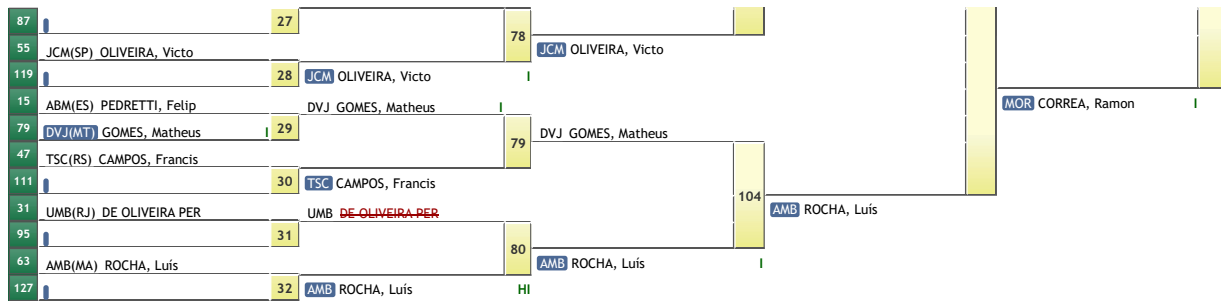 87 27
78
55 JCM(SP) OLIVEIRA, Victo JCM OLIVEIRA, Victo
119 28 JCM OLIVEIRA, Victo I
15 ABM(ES) PEDRETTI, Felip DVJ GOMES, Matheus I MOR CORREA, Ramon I
79 DVJ(MT) GOMES, Matheus I 29 DVJ GOMES, Matheus
79
47 TSC(RS) CAMPOS, Francis
111 30 TSC CAMPOS, Francis
104
31 UMB(RJ) DE OLIVEIRA PER UMB DE OLIVEIRA PER AMB ROCHA, Luís
95 31
80
63 AMB(MA) ROCHA, Luís AMB ROCHA, Luís I
127 32 AMB ROCHA, Luís HI